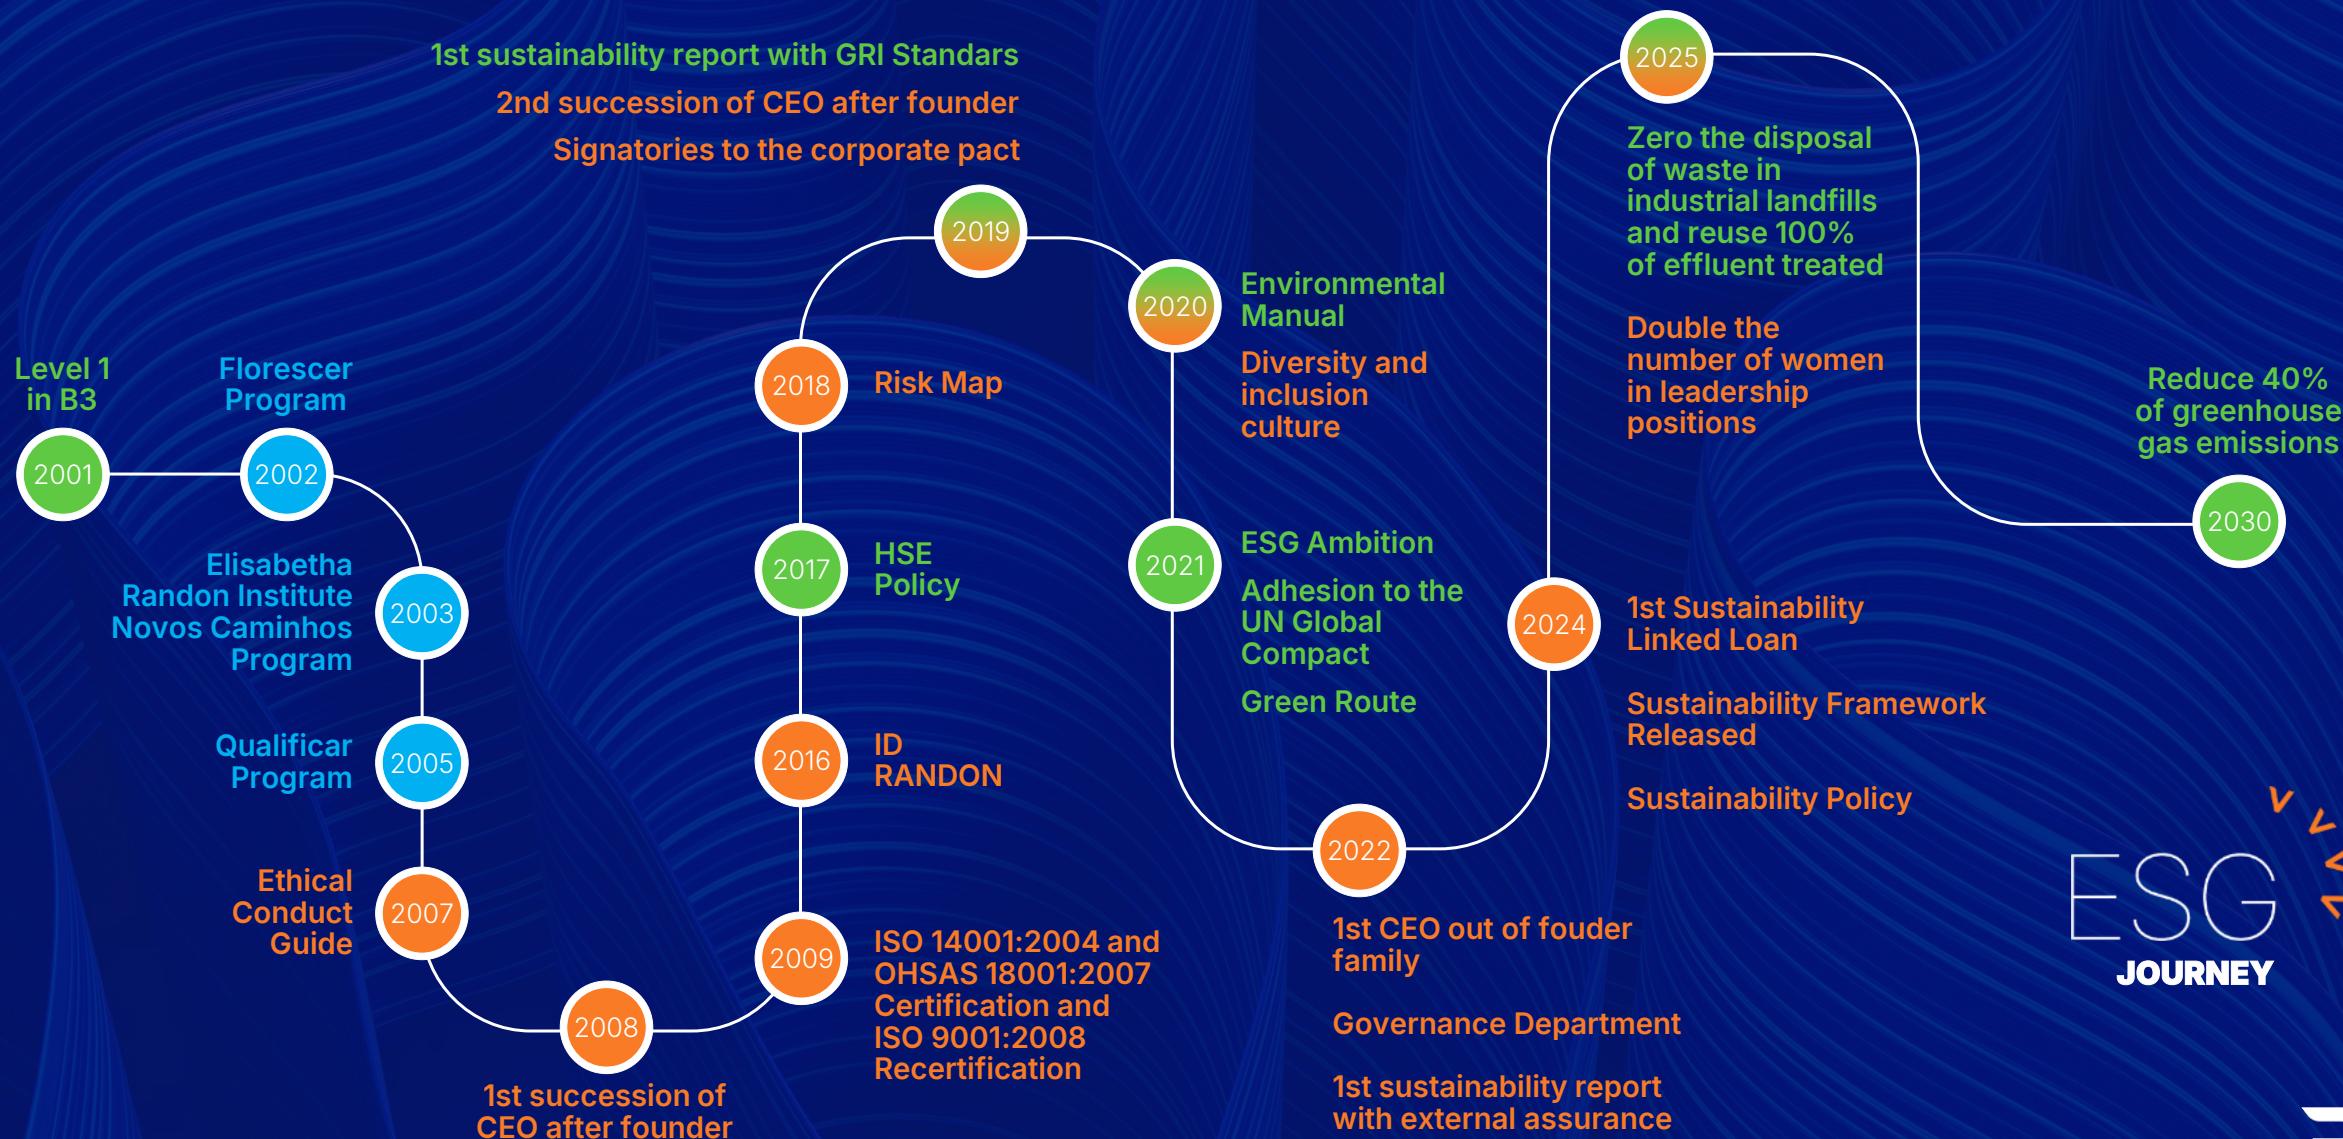 Level 1
in B3
2001
Florescer
Program
2002
Elisabetha
Randon Institute
Novos Caminhos
Program
2003
Qualificar
Program
2005
Ethical
Conduct
Guide
2007
2008
1st succession of
CEO after founder
2009
ISO 14001:2004 and
OHSAS 18001:2007
Certification and
ISO 9001:2008
Recertification
2016
ID
RANDON
2017
HSE
Policy
2018
Risk Map
1st sustainability report with GRI Standars
2nd succession of CEO after founder
Signatories to the corporate pact
2019
2020
Environmental
Manual
Diversity and
inclusion
culture
2021
ESG Ambition
Adhesion to the
UN Global
Compact
Green Route
2022
1st CEO out of fouder
family
Governance Department
1st sustainability report
with external assurance
2024
1st Sustainability
Linked Loan
Sustainability Framework
Released
Sustainability Policy
2025
Zero the disposal
of waste in
industrial landfills
and reuse 100%
of effluent treated
Double the
number of women
in leadership
positions
Reduce 40%
of greenhouse
gas emissions
2030
ESG
JOURNEY